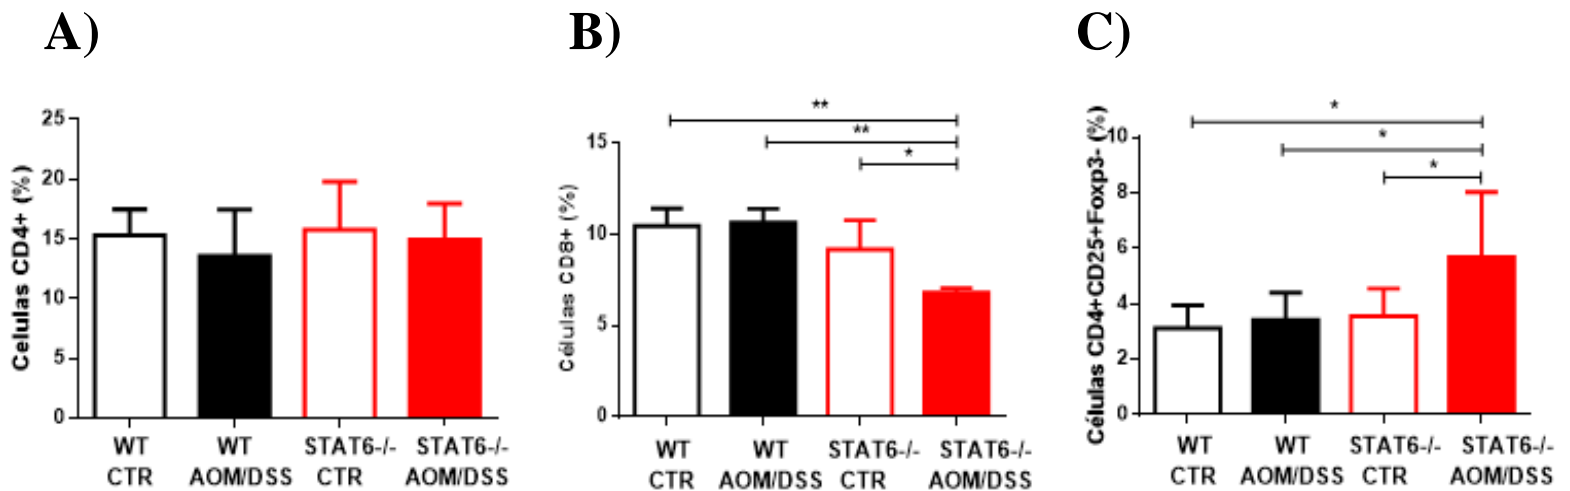 A)
B)
C)
Celulas CD4+ (%)
25
20
15
10
5
0
WT
CTR
WT
AOM/DSS
STAT6-/-
CTR
STAT6-/-
AOM/DSS
Células CD8+ (%)
15
10
5
0
**
**
*
WT
CTR
WT
AOM/DSS
STAT6-/-
CTR
STAT6-/-
AOM/DSS
Células CD4+CD25+Foxp3- (%)
10
8
6
4
2
0
*
*
*
WT
CTR
WT
AOM/DSS
STAT6-/-
CTR
STAT6-/-
AOM/DSS